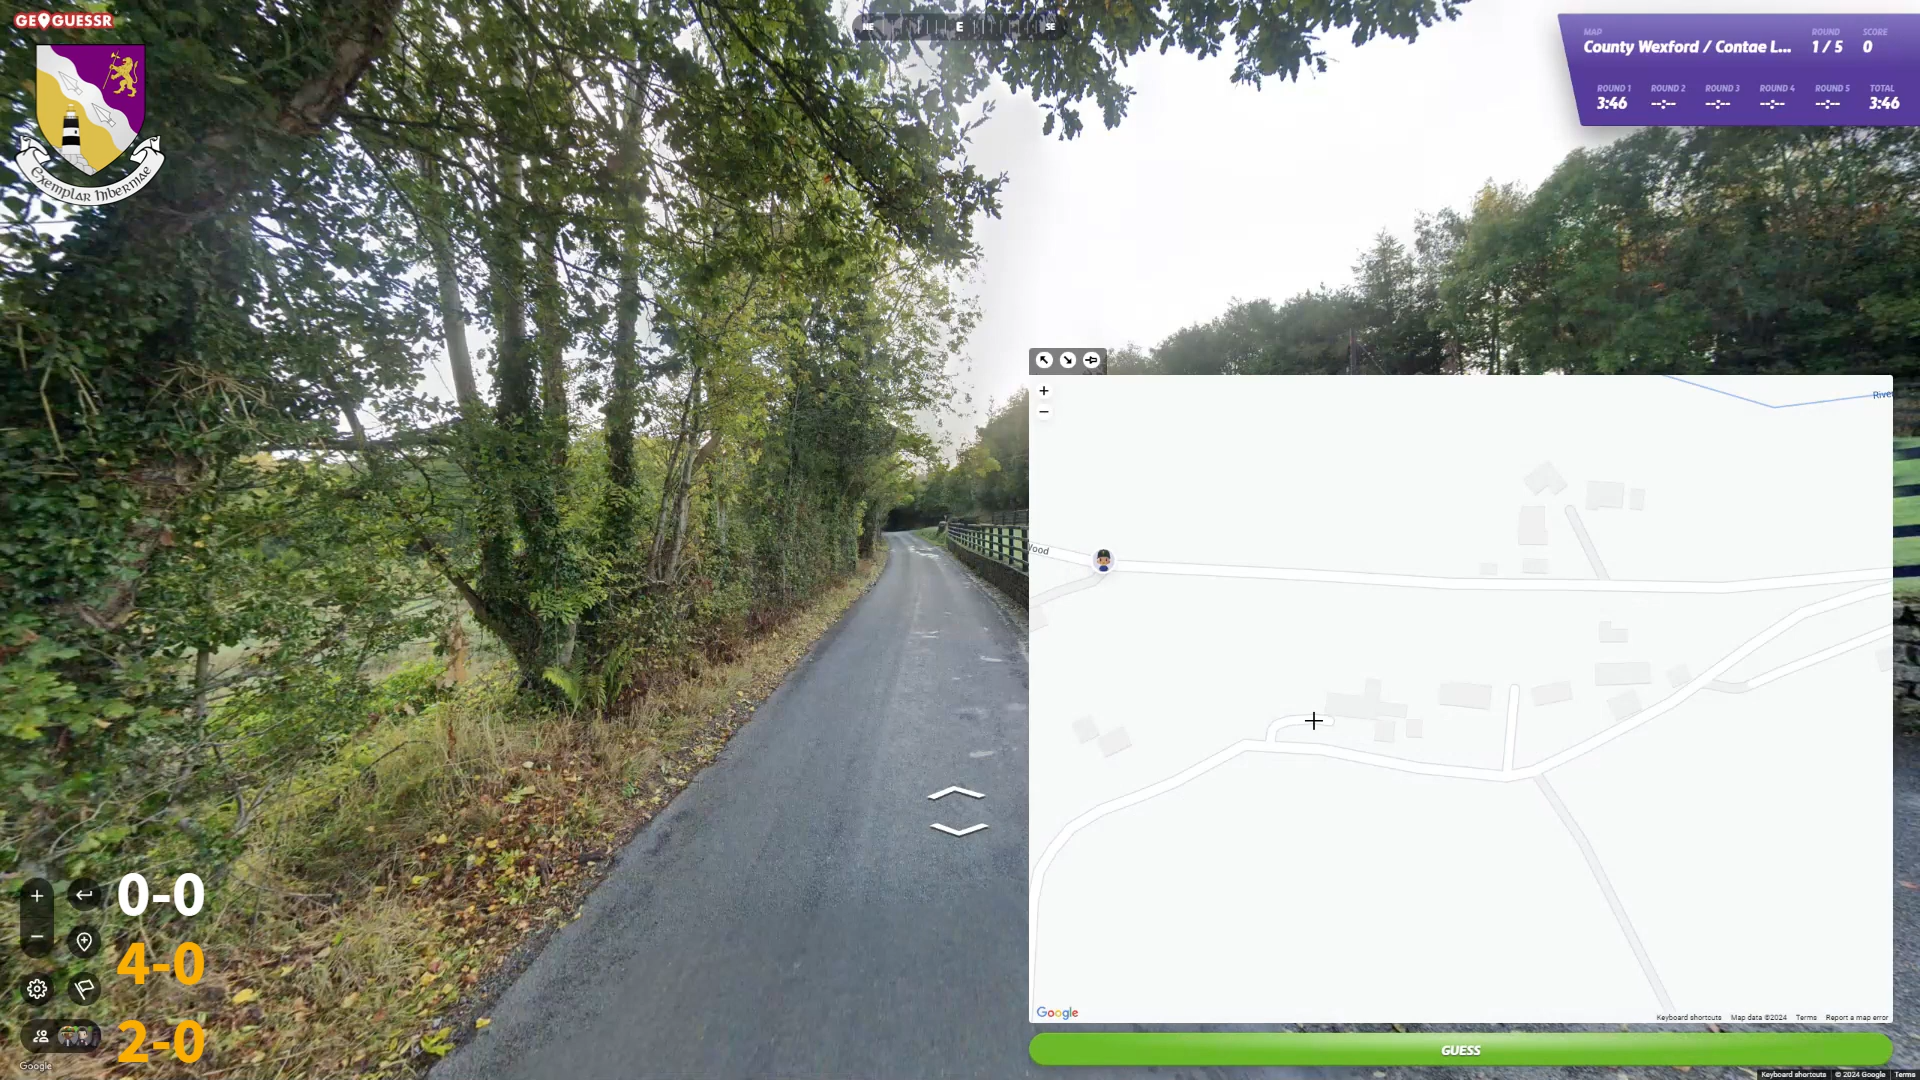 GEOGUESSR
Exemplar Hiberniae
NE E SE
MAP
County Wexford / Contae L...
ROUND
1 / 5
SCORE
0
ROUND 1 ROUND 2 ROUND 3 ROUND 4 ROUND 5 TOTAL
3:46 --:-- --:-- --:-- --:-- 3:46
+
−
River
Google
Keyboard shortcuts Map data ©2024 Terms Report a map error
GUESS
+
−
0-0
4-0
2-0
Google
Keyboard shortcuts © 2024 Google Terms